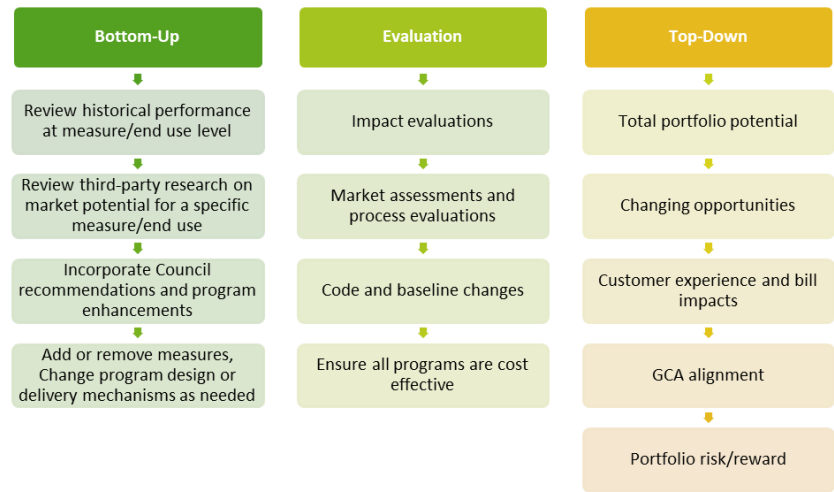 Bottom-Up
Review historical performance
at measure/end use level
Review third-party research on
market potential for a specific
measure/end use
Incorporate Council
recommendations and program
enhancements
Add or remove measures,
Change program design or
delivery mechanisms as needed
Evaluation
Impact evaluations
Market assessments and
process evaluations
Code and baseline changes
Ensure all programs are cost
effective
Top-Down
Total portfolio potential
Changing opportunities
Customer experience and bill
impacts
GCA alignment
Portfolio risk/reward